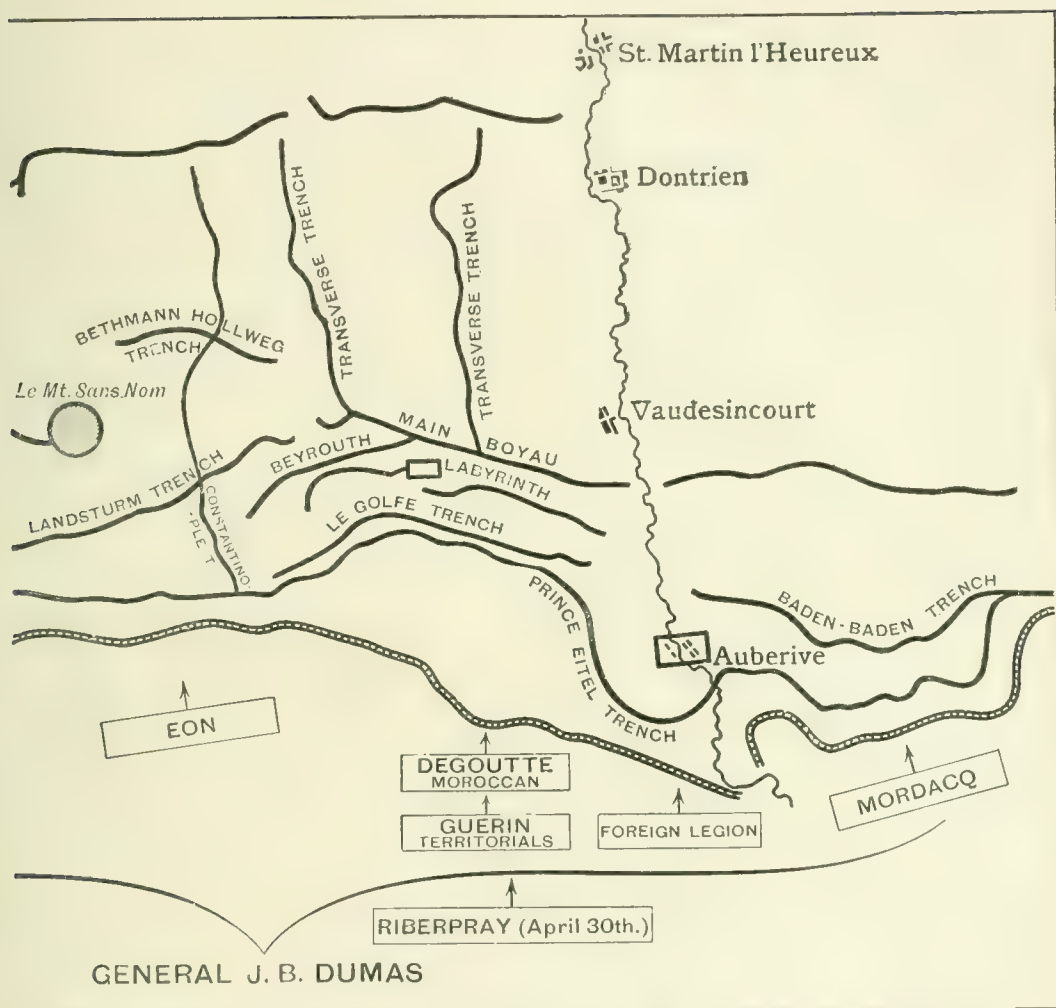 St. Martin l'Heureux
Dontrien
TRANSVERSE TRENCH
TRANSVERSE TRENCH
BETHMANN HOLLWEG
TRENCH
Le Mt. Sans Nom
Vaudesincourt
MAIN BOYAU
BEYROUTH
LABYRINTH
LANDSTURM TRENCH
CONSTANTINO-
-PLE T
LE GOLFE TRENCH
PRINCE EITEL TRENCH
BADEN-BADEN TRENCH
Auberive
EON
DEGOUTTE
MOROCCAN
MORDACQ
GUERIN
TERRITORIALS
FOREIGN LEGION
RIBERPRAY (April 30th.)
GENERAL J. B. DUMAS